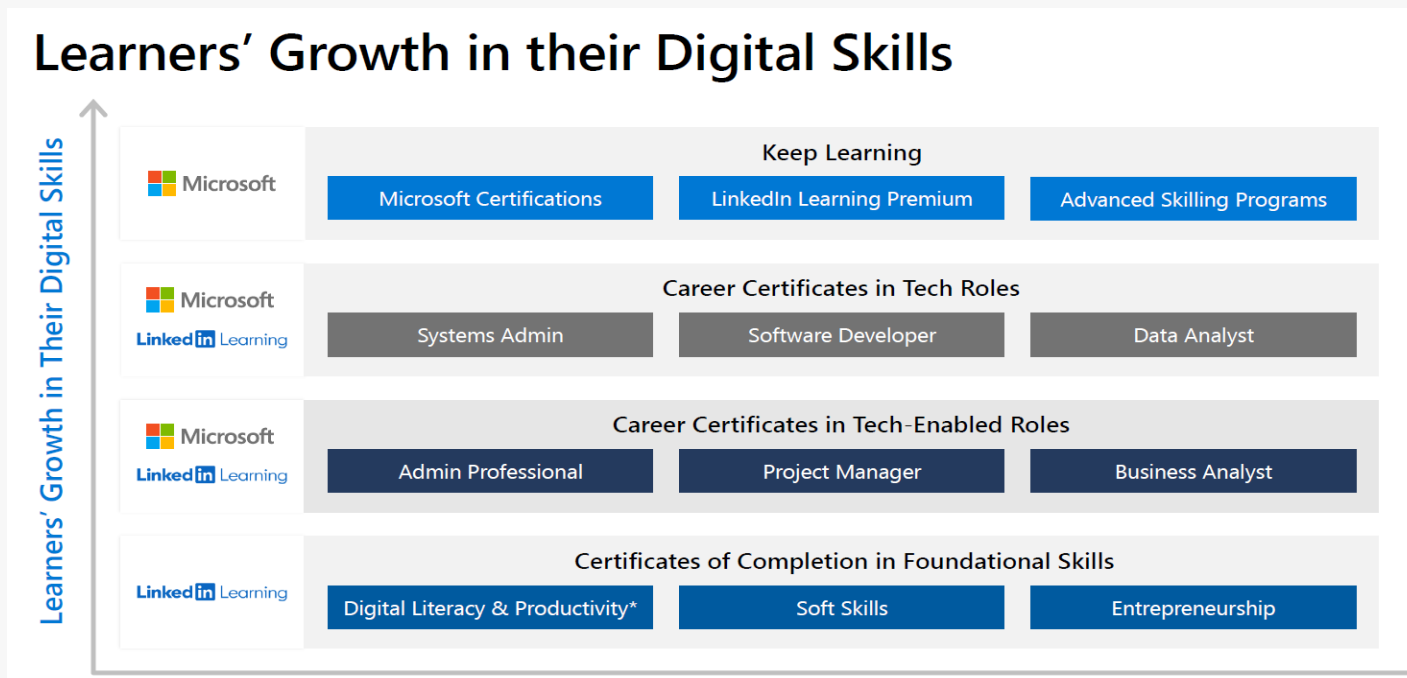 Learners’ Growth in their Digital Skills
Learners’ Growth in Their Digital Skills
Microsoft
Keep Learning
Microsoft Certifications
LinkedIn Learning Premium
Advanced Skilling Programs
Microsoft
LinkedIn Learning
Career Certificates in Tech Roles
Systems Admin
Software Developer
Data Analyst
Microsoft
LinkedIn Learning
Career Certificates in Tech-Enabled Roles
Admin Professional
Project Manager
Business Analyst
LinkedIn Learning
Certificates of Completion in Foundational Skills
Digital Literacy & Productivity*
Soft Skills
Entrepreneurship